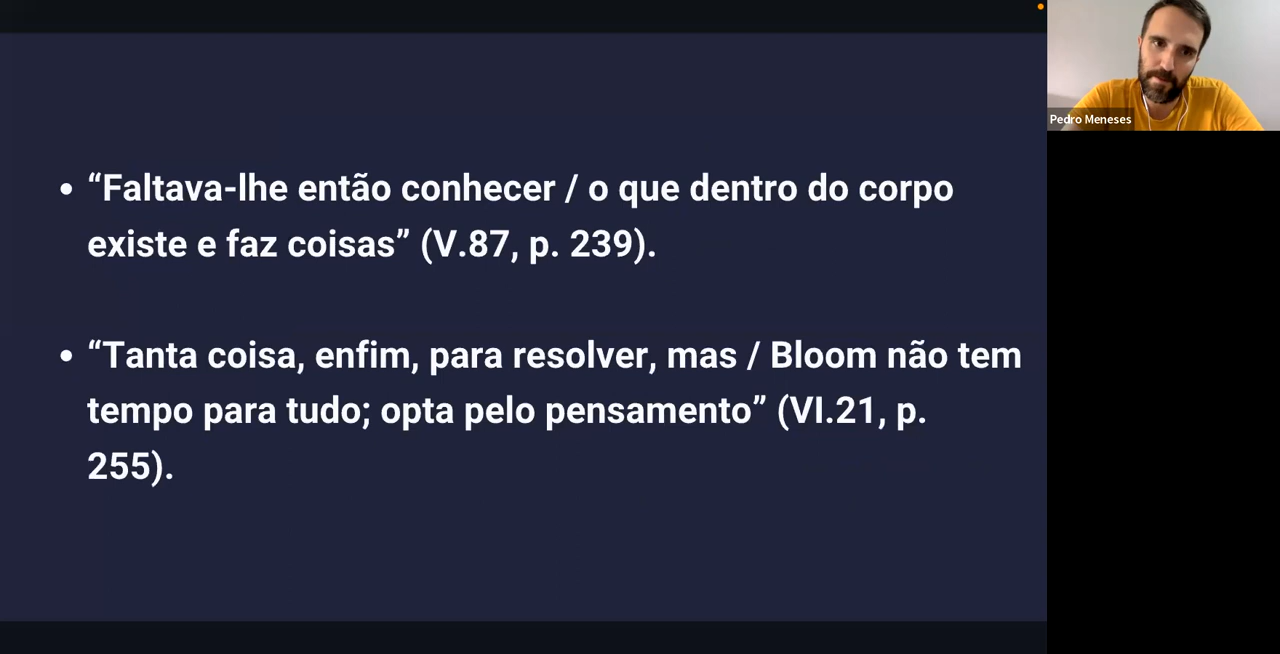 • “Faltava-lhe então conhecer / o que dentro do corpo
existe e faz coisas” (V.87, p. 239).
• “Tanta coisa, enfim, para resolver, mas / Bloom não tem
tempo para tudo; opta pelo pensamento” (VI.21, p.
255).
Pedro Meneses